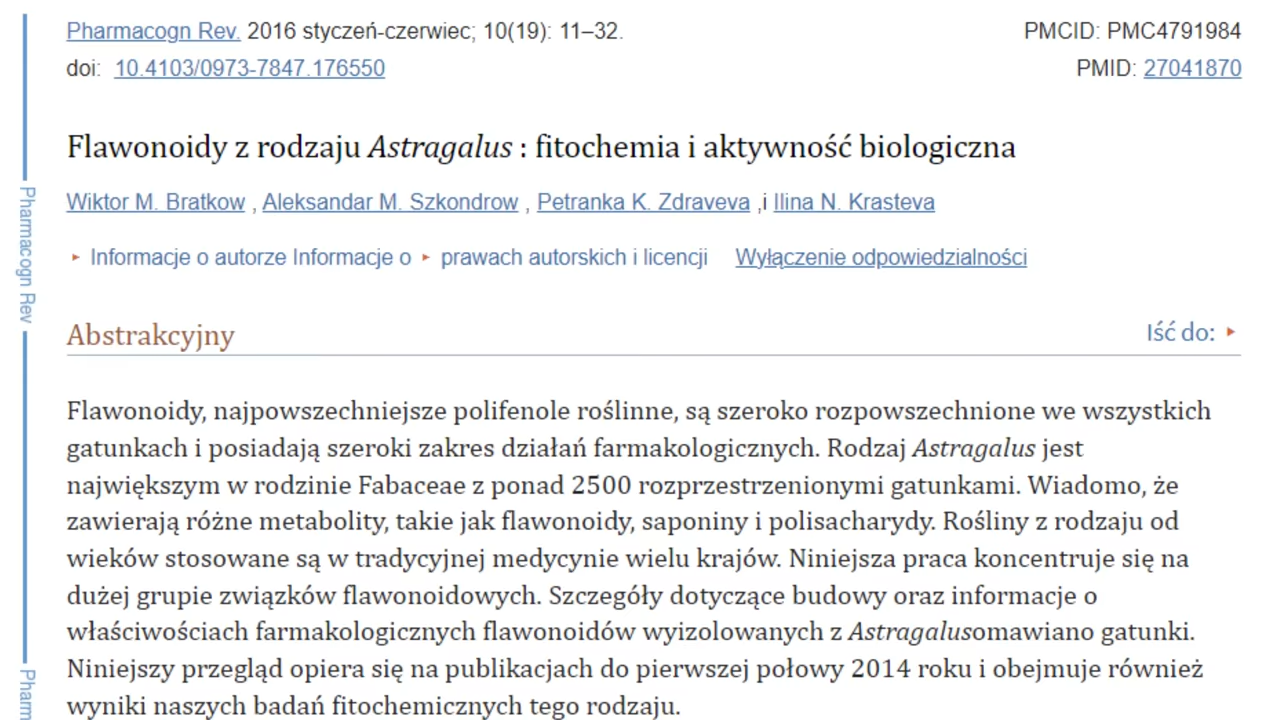 Pharmacogn Rev. 2016 styczeń-czerwiec; 10(19): 11–32.
PMCID: PMC4791984
doi: 10.4103/0973-7847.176550
PMID: 27041870
Flawonoidy z rodzaju Astragalus : fitochemia i aktywność biologiczna
Wiktor M. Bratkow , Aleksandar M. Szkondrow , Petranka K. Zdraveva ,i Ilina N. Krasteva
Informacje o autorze Informacje o ▸ prawach autorskich i licencji Wyłączenie odpowiedzialności
Abstrakcyjny
Iść do:
Flawonoidy, najpowszechniejsze polifenole roślinne, są szeroko rozpowszechnione we wszystkich
gatunkach i posiadają szeroki zakres działań farmakologicznych. Rodzaj Astragalus jest
największym w rodzinie Fabaceae z ponad 2500 rozprzestrzenionymi gatunkami. Wiadomo, że
zawierają różne metabolity, takie jak flawonoidy, saponiny i polisacharydy. Rośliny z rodzaju od
wieków stosowane są w tradycyjnej medycynie wielu krajów. Niniejsza praca koncentruje się na
dużej grupie związków flawonoidowych. Szczegóły dotyczące budowy oraz informacje o
właściwościach farmakologicznych flawonoidów wyizolowanych z Astragalusomawiano gatunki.
Niniejszy przegląd opiera się na publikacjach do pierwszej połowy 2014 roku i obejmuje również
wyniki naszych badań fitochemicznych tego rodzaju.
Pharmacogn Rev
Pharm